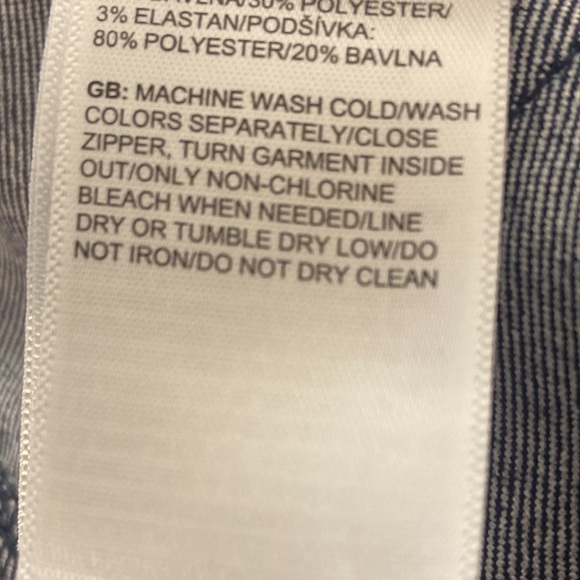 POLYESTER/
3% ELASTAN/PODŠÍVKA:
80% POLYESTER/20% BAVLNA
GB: MACHINE WASH COLD/WASH
COLORS SEPARATELY/CLOSE
ZIPPER, TURN GARMENT INSIDE
OUT/ONLY NON-CHLORINE
BLEACH WHEN NEEDED/LINE
DRY OR TUMBLE DRY LOW/DO
NOT IRON/DO NOT DRY CLEAN